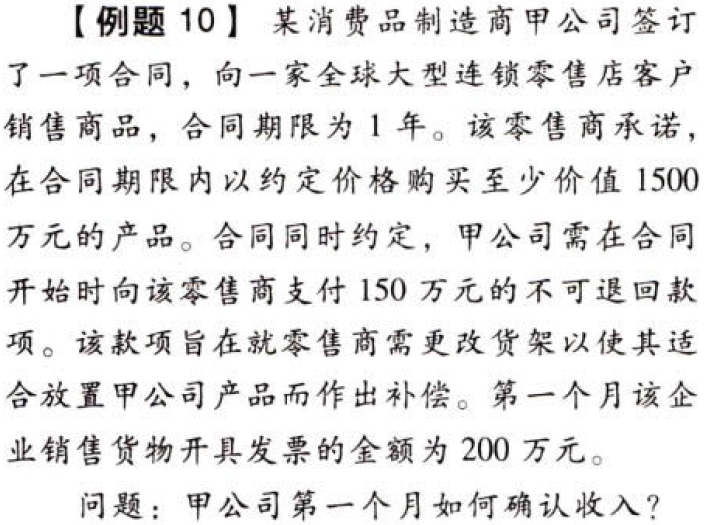 【例题 10】 某消费品制造商甲公司签订
了一项合同，向一家全球大型连锁零售店客户
销售商品，合同期限为 1 年。该零售商承诺，
在合同期限内以约定价格购买至少价值 1500
万元的产品。合同同时约定，甲公司需在合同
开始时向该零售商支付 150 万元的不可退回款
项。该款项旨在就零售商需更改货架以使其适
合放置甲公司产品而作出补偿。第一个月该企
业销售货物开具发票的金额为 200 万元。
问题：甲公司第一个月如何确认收入？